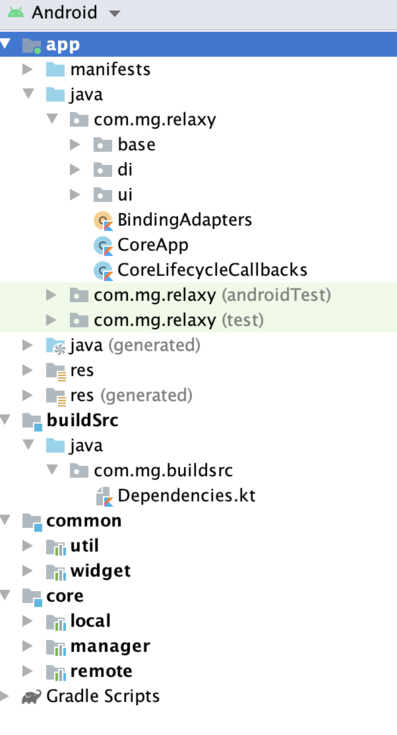 Android
app
manifests
java
com.mg.relaxy
base
di
ui
BindingAdapters
CoreApp
CoreLifecycleCallbacks
com.mg.relaxy (androidTest)
com.mg.relaxy (test)
java (generated)
res
res (generated)
buildSrc
java
com.mg.buildsrc
Dependencies.kt
common
util
widget
core
local
manager
remote
Gradle Scripts